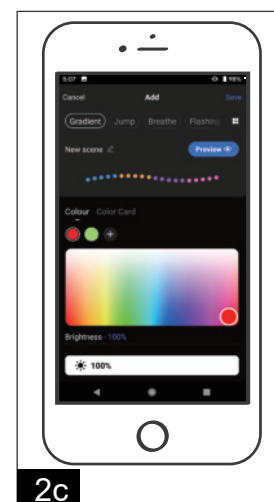 5:07 98%
Cancel Add Save
Gradient Jump Breathe Flashing
New scene Preview
Colour Color Card
Brightness · 100%
100%
2c